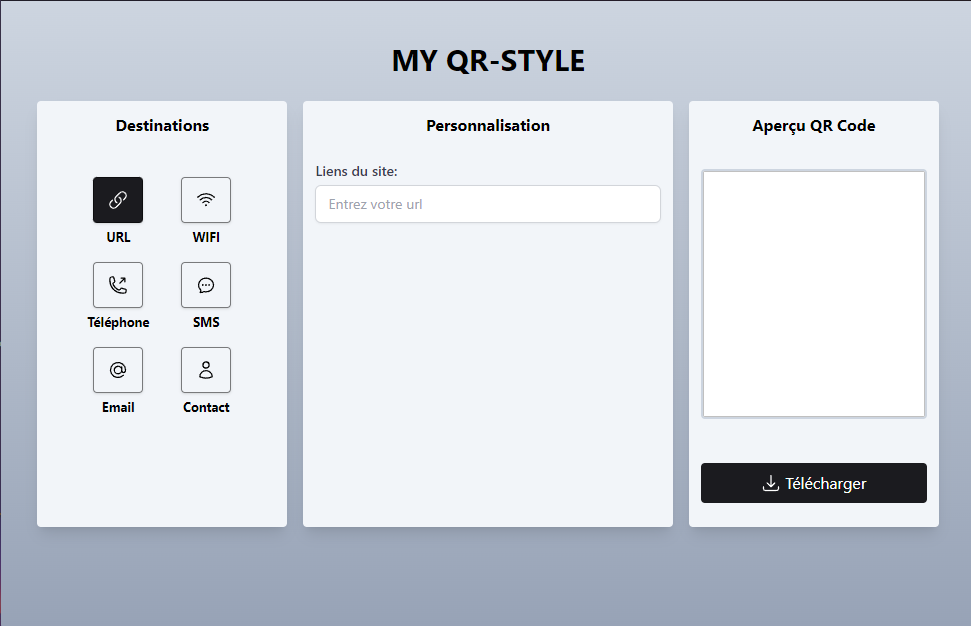 MY QR-STYLE
Destinations
URL
WIFI
Téléphone
SMS
Email
Contact
Personnalisation
Liens du site:
Entrez votre url
Aperçu QR Code
Télécharger